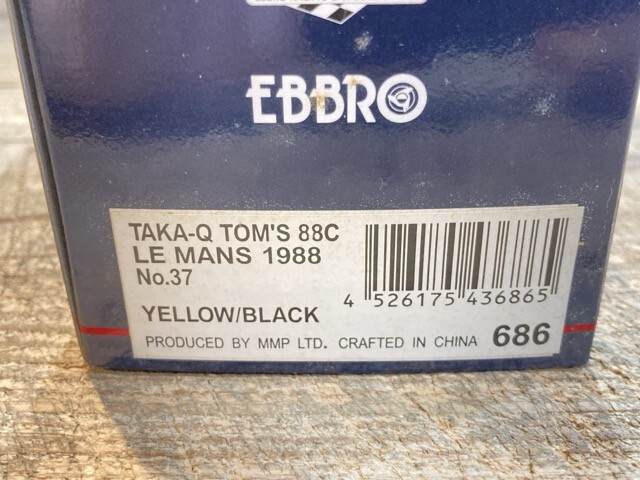 EBBRO
TAKA-Q TOM'S 88C
LE MANS 1988
No.37
YELLOW/BLACK
4 526175 436865
PRODUCED BY MMP LTD. CRAFTED IN CHINA 686